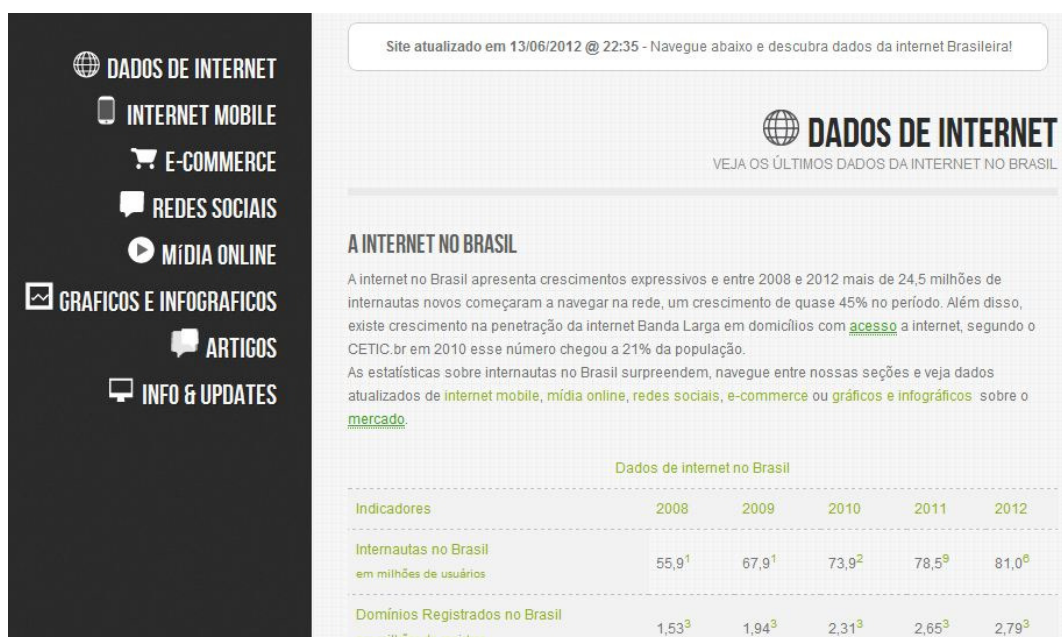 DADOS DE INTERNET
INTERNET MOBILE
E-COMMERCE
REDES SOCIAIS
MíDIA ONLINE
GRAFICOS E INFOGRAFICOS
ARTIGOS
INFO & UPDATES
Site atualizado em 13/06/2012 @ 22:35 - Navegue abaixo e descubra dados da internet Brasileira!
DADOS DE INTERNET
VEJA OS ÚLTIMOS DADOS DA INTERNET NO BRASIL
A INTERNET NO BRASIL
A internet no Brasil apresenta crescimentos expressivos e entre 2008 e 2012 mais de 24,5 milhões de
internautas novos começaram a navegar na rede, um crescimento de quase 45% no período. Além disso,
existe crescimento na penetração da internet Banda Larga em domicílios com acesso a internet, segundo o
CETIC.br em 2010 esse número chegou a 21% da população.
As estatísticas sobre internautas no Brasil surpreendem, navegue entre nossas seções e veja dados
atualizados de internet mobile, mídia online, redes sociais, e-commerce ou gráficos e infográficos sobre o
mercado.
Dados de internet no Brasil
Indicadores 2008 2009 2010 2011 2012
Internautas no Brasil 55,9¹ 67,9¹ 73,9² 78,5⁹ 81,0⁶
em milhões de usuários
Domínios Registrados no Brasil 1,53³ 1,94³ 2,31³ 2,65³ 2,79³